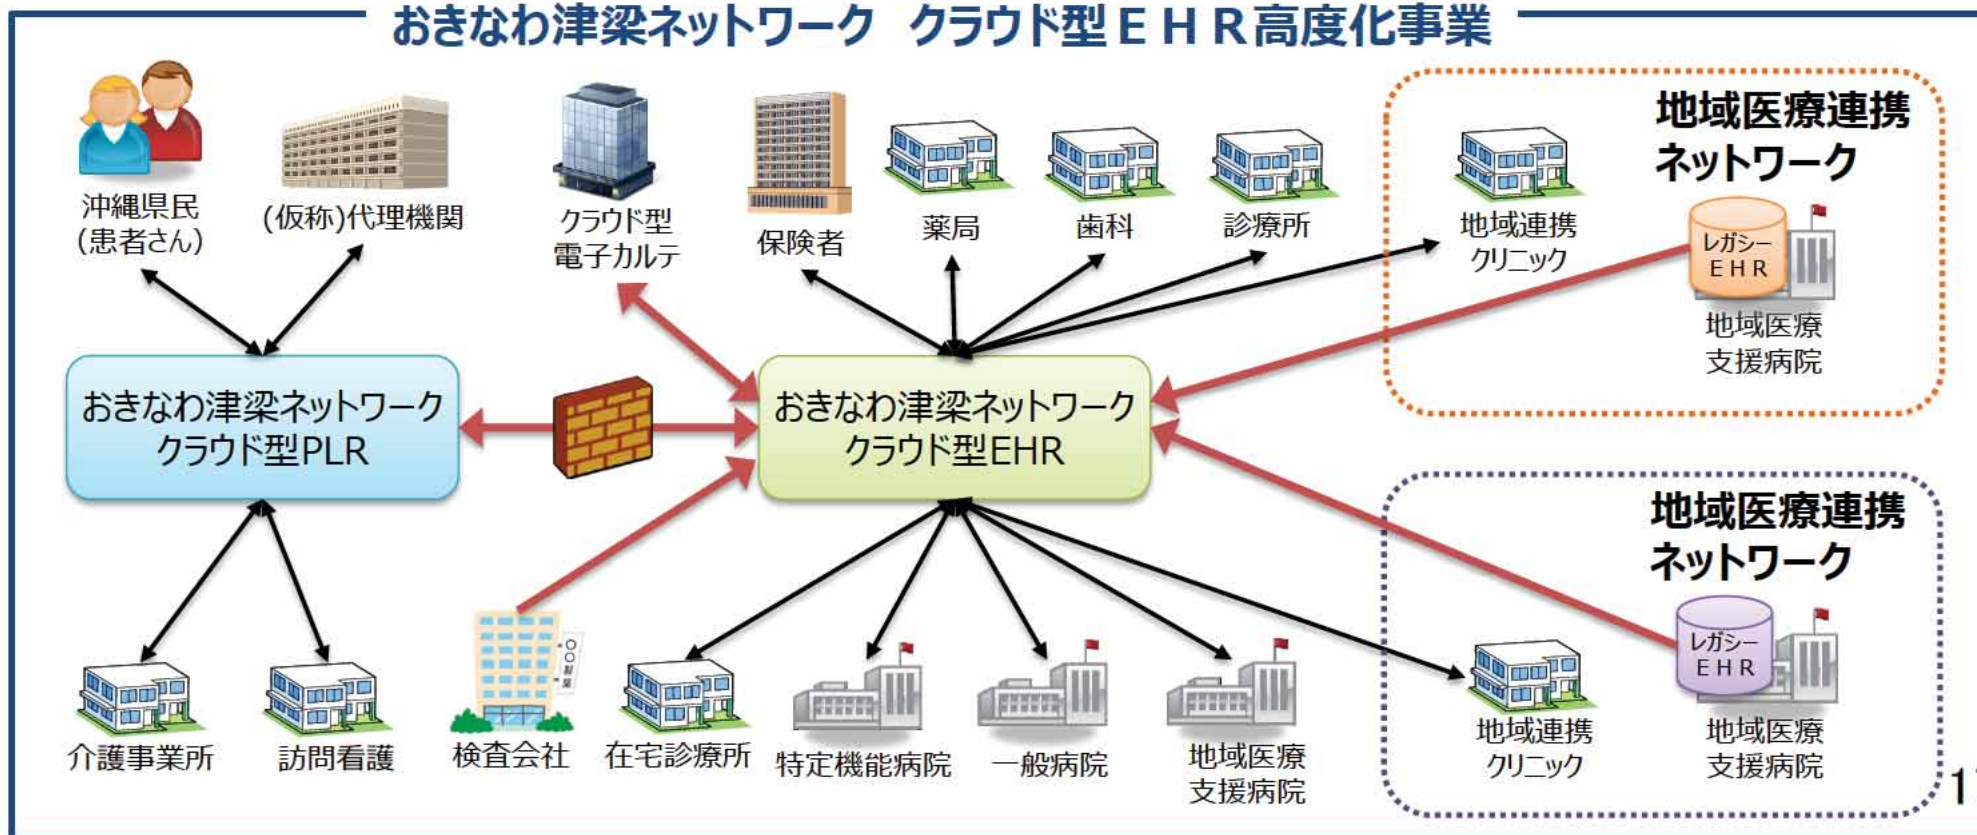 おきなわ津梁ネットワーク クラウド型EHR高度化事業
沖縄県民
(患者さん)
(仮称)代理機関
クラウド型
電子カルテ
保険者
薬局
歯科
診療所
地域連携
クリニック
地域医療連携
ネットワーク
レガシー
EHR
地域医療
支援病院
おきなわ津梁ネットワーク
クラウド型PLR
おきなわ津梁ネットワーク
クラウド型EHR
地域医療連携
ネットワーク
レガシー
EHR
介護事業所
訪問看護
〇〇製薬
検査会社
在宅診療所
特定機能病院
一般病院
地域医療
支援病院
地域連携
クリニック
地域医療
支援病院